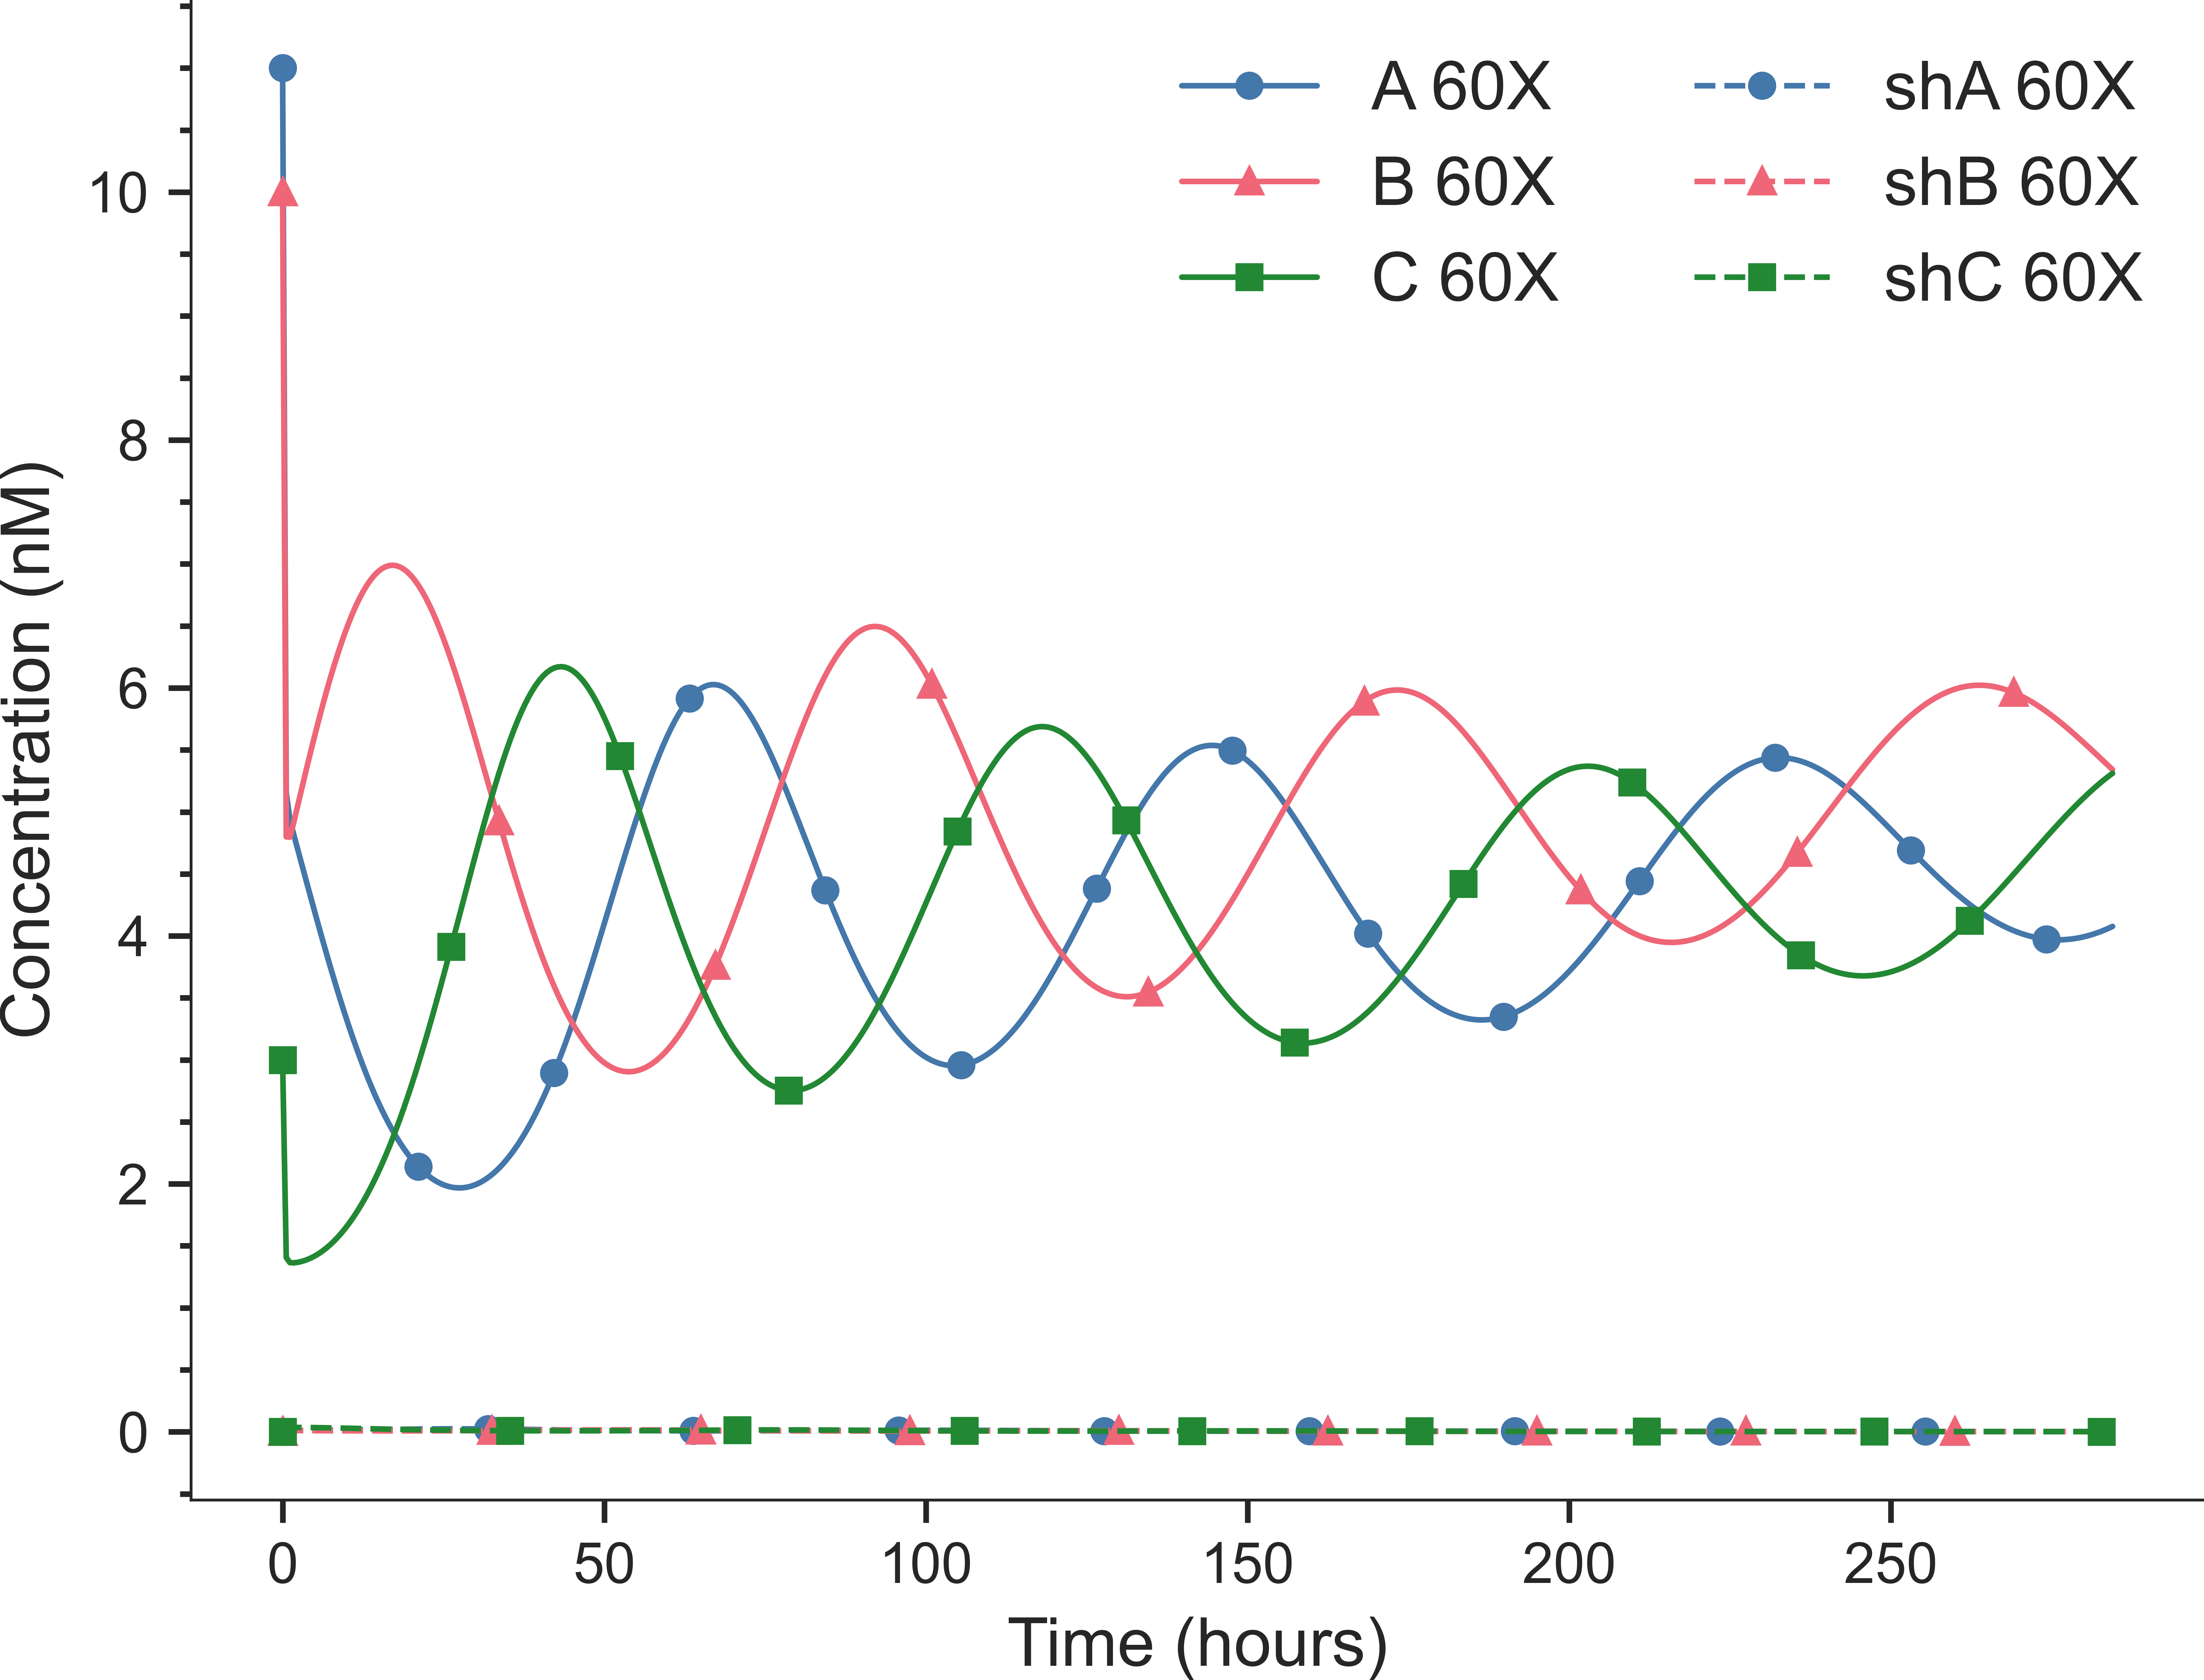 A 60X
B 60X
C 60X
shA 60X
shB 60X
shC 60X
Concentration (nM)
10
8
6
4
2
0
0 50 100 150 200 250
Time (hours)